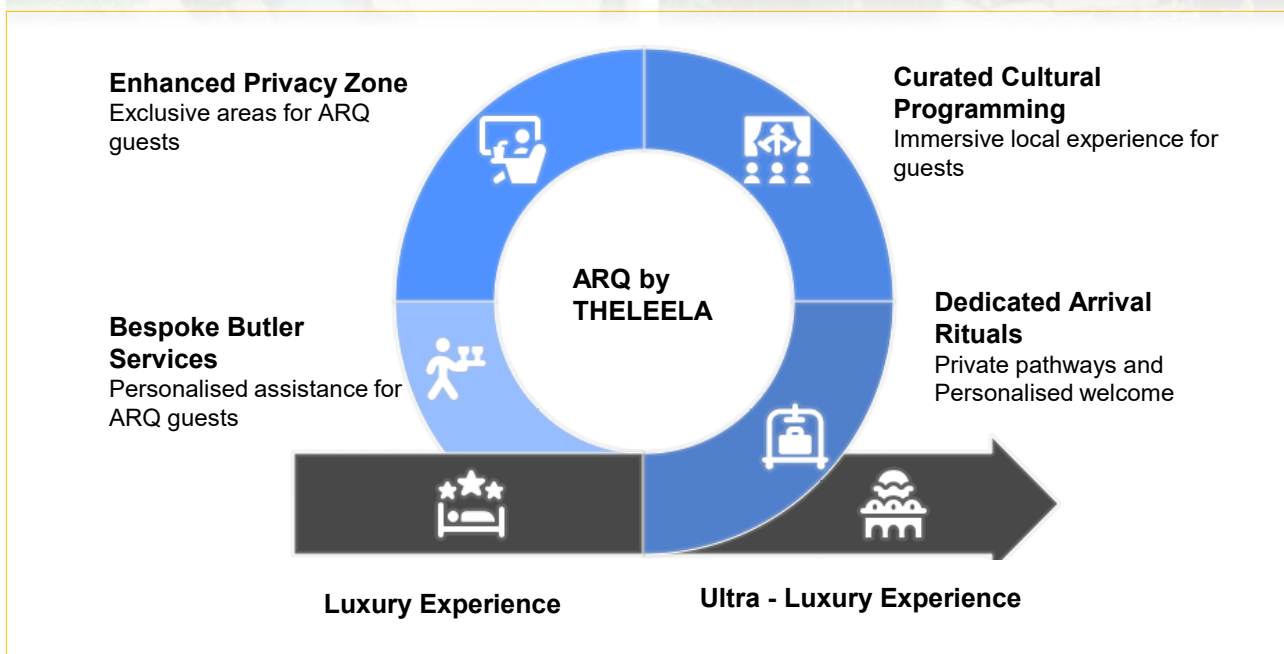 Enhanced Privacy Zone
Exclusive areas for ARQ
guests
Curated Cultural
Programming
Immersive local experience for
guests
ARQ by
THELEELA
Bespoke Butler
Services
Personalised assistance for
ARQ guests
Dedicated Arrival
Rituals
Private pathways and
Personalised welcome
Luxury Experience
Ultra - Luxury Experience